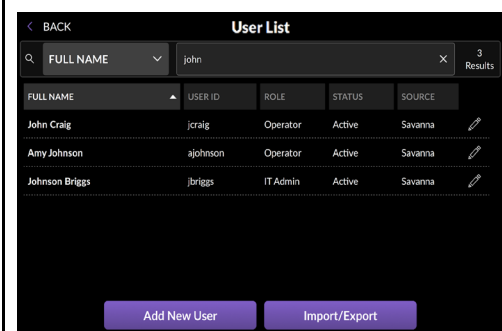 BACK
User List
FULL NAME john 3
Results
FULL NAME USER ID ROLE STATUS SOURCE
John Craig jcraig Operator Active Savanna
Amy Johnson ajohnson Operator Active Savanna
Johnson Briggs jbriggs IT Admin Active Savanna
Add New User Import/Export